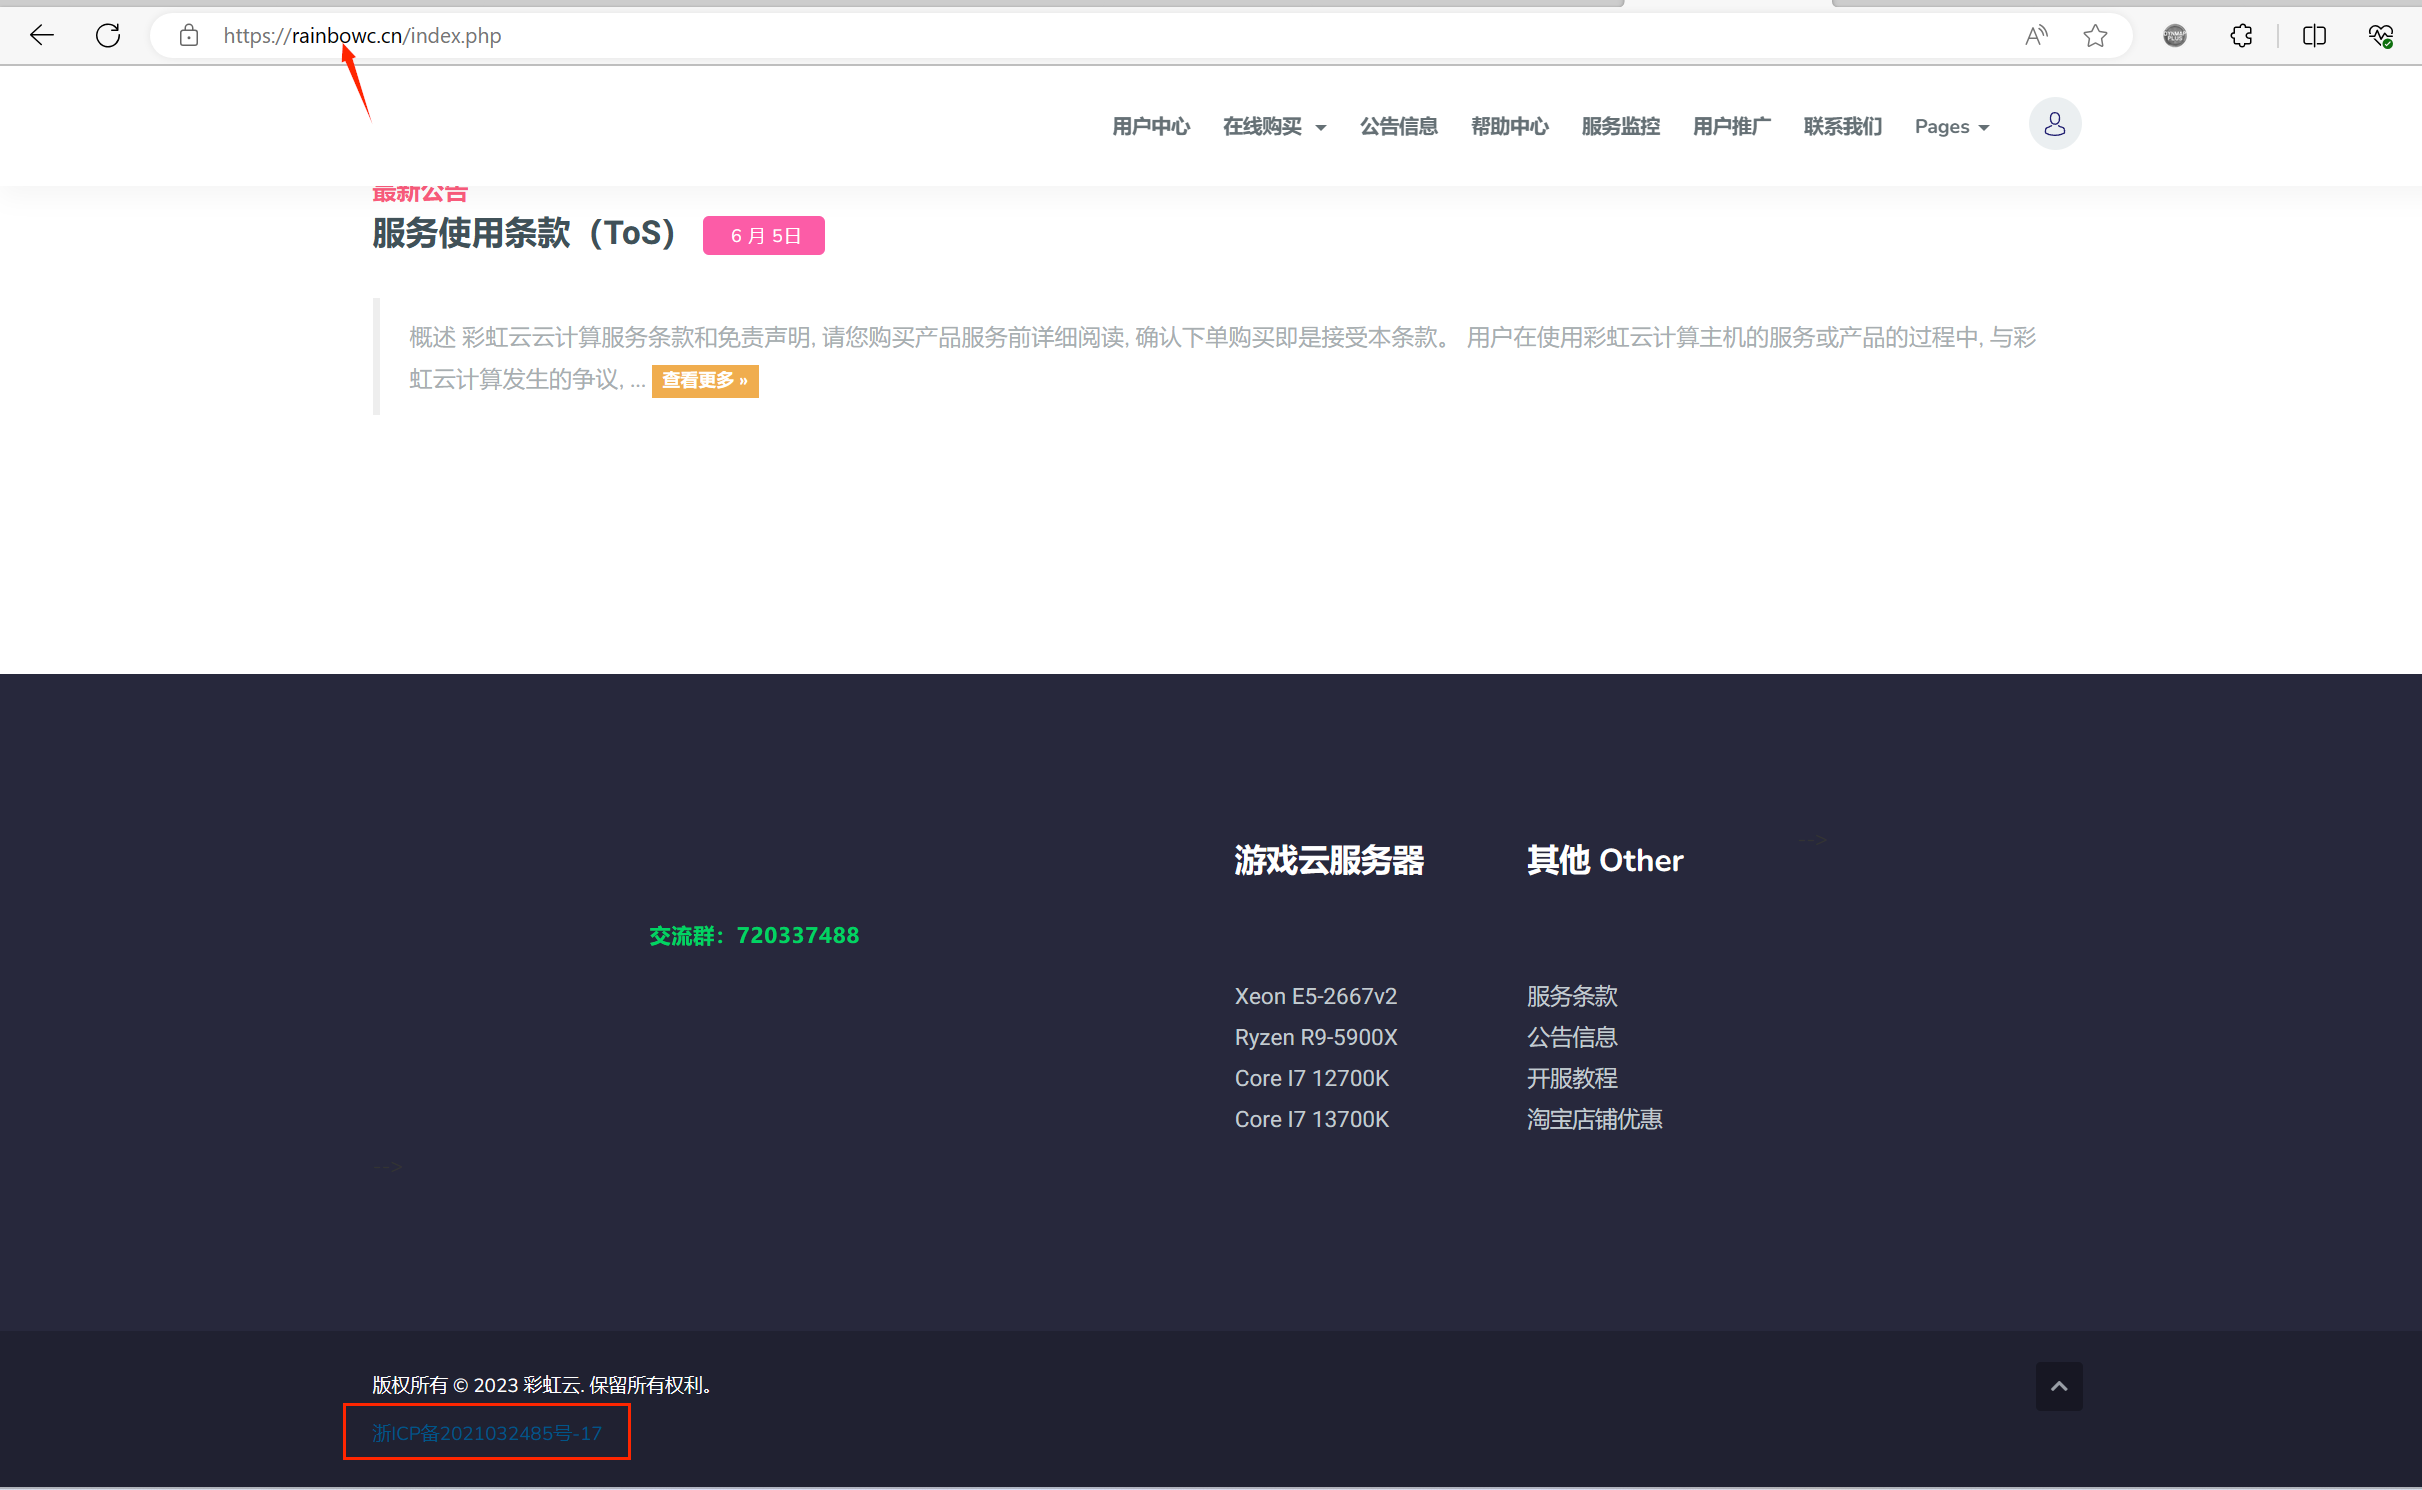 https://rainbowc.cn/index.php
用户中心 在线购买 公告信息 帮助中心 服务监控 用户推广 联系我们 Pages
最新公告
服务使用条款（ToS） 6 月 5日
概述 彩虹云云计算服务条款和免责声明, 请您购买产品服务前详细阅读, 确认下单购买即是接受本条款。 用户在使用彩虹云计算主机的服务或产品的过程中, 与彩
虹云计算发生的争议, ... 查看更多 »
游戏云服务器
其他 Other
-->
交流群：720337488
Xeon E5-2667v2
Ryzen R9-5900X
Core I7 12700K
Core I7 13700K
服务条款
公告信息
开服教程
淘宝店铺优惠
-->
版权所有 © 2023 彩虹云. 保留所有权利。
浙ICP备2021032485号-17